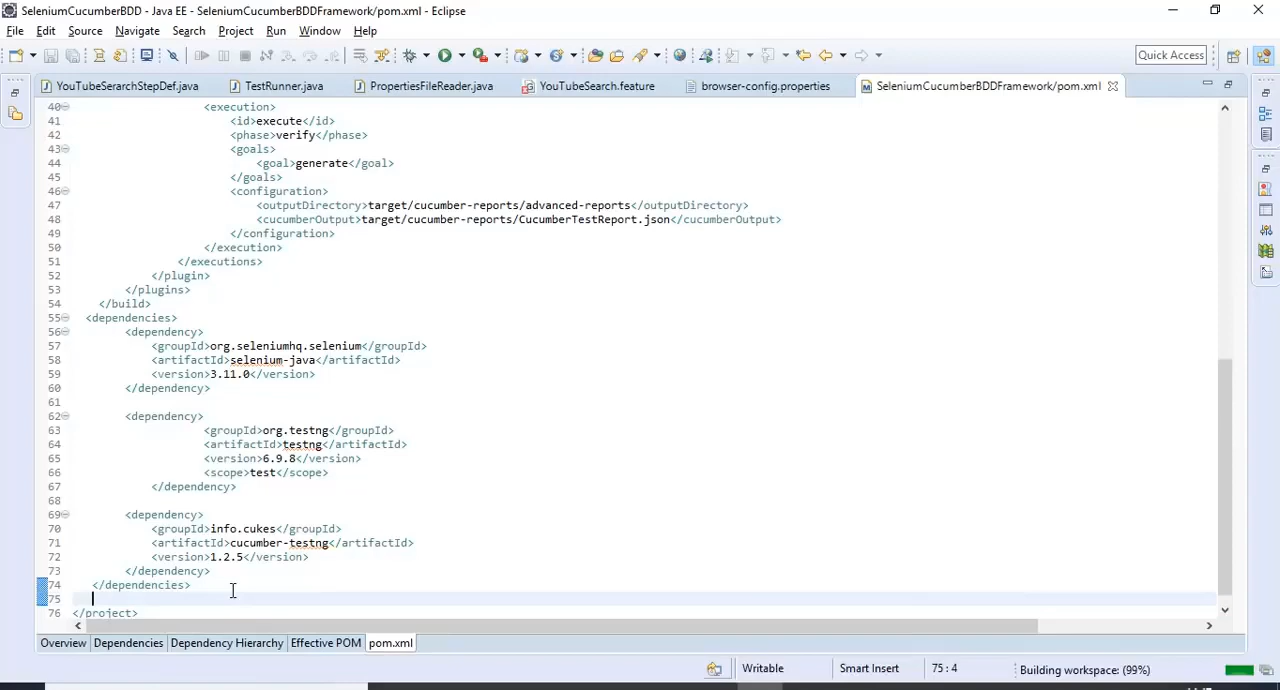 SeleniumCucumberBDD - Java EE - SeleniumCucumberBDDFramework/pom.xml - Eclipse
File Edit Source Navigate Search Project Run Window Help
Quick Access
YouTubeSerarchStepDef.java TestRunner.java PropertiesFileReader.java YouTubeSearch.feature browser-config.properties SeleniumCucumberBDDFramework/pom.xml
40 <execution>
41 <id>execute</id>
42 <phase>verify</phase>
43 <goals>
44 <goal>generate</goal>
45 </goals>
46 <configuration>
47 <outputDirectory>target/cucumber-reports/advanced-reports</outputDirectory>
48 <cucumberOutput>target/cucumber-reports/CucumberTestReport.json</cucumberOutput>
49 </configuration>
50 </execution>
51 </executions>
52 </plugin>
53 </plugins>
54 </build>
55 <dependencies>
56 <dependency>
57 <groupId>org.seleniumhq.selenium</groupId>
58 <artifactId>selenium-java</artifactId>
59 <version>3.11.0</version>
60 </dependency>
61
62 <dependency>
63 <groupId>org.testng</groupId>
64 <artifactId>testng</artifactId>
65 <version>6.9.8</version>
66 <scope>test</scope>
67 </dependency>
68
69 <dependency>
70 <groupId>info.cukes</groupId>
71 <artifactId>cucumber-testng</artifactId>
72 <version>1.2.5</version>
73 </dependency>
74 </dependencies>
75
76 </project>
Overview Dependencies Dependency Hierarchy Effective POM pom.xml
Writable Smart Insert 75 : 4 Building workspace: (99%)